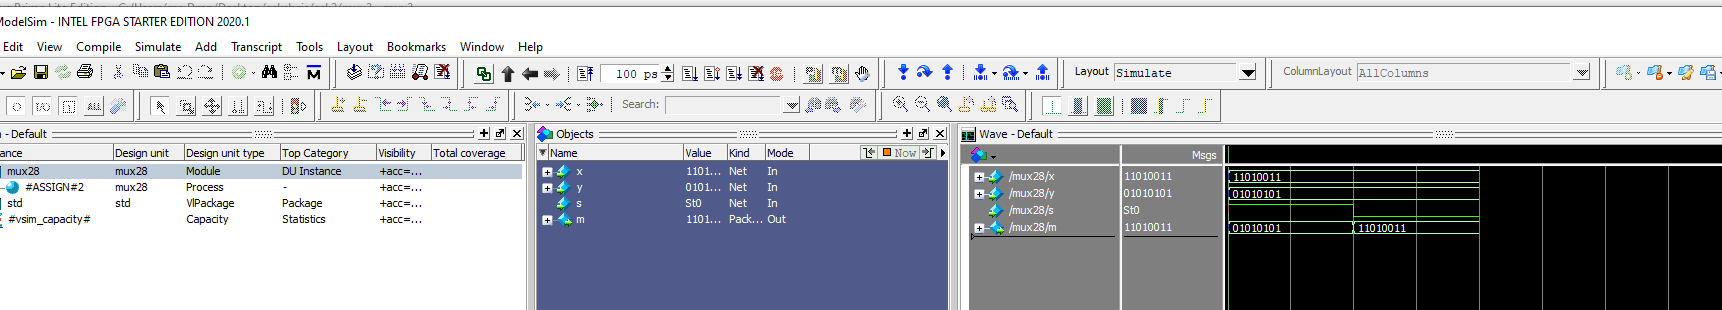 ModelSim - INTEL FPGA STARTER EDITION 2020.1
Edit View Compile Simulate Add Transcript Tools Layout Bookmarks Window Help
100 ps Layout Simulate ColumnLayout AllColumns
I/O ALL Search:
- Default Objects Wave - Default
ance Design unit Design unit type Top Category Visibility Total coverage Name Value Kind Mode Now Msgs
mux28 mux28 Module DU Instance +acc=... x 1101... Net In /mux28/x 11010011 11010011
#ASSIGN#2 mux28 Process - +acc=... y 0101... Net In /mux28/y 01010101 01010101
std std VlPackage Package +acc=... s St0 Net In /mux28/s St0
#vsim_capacity# Capacity Statistics +acc=... m 1101... Pack... Out /mux28/m 11010011 01010101 11010011